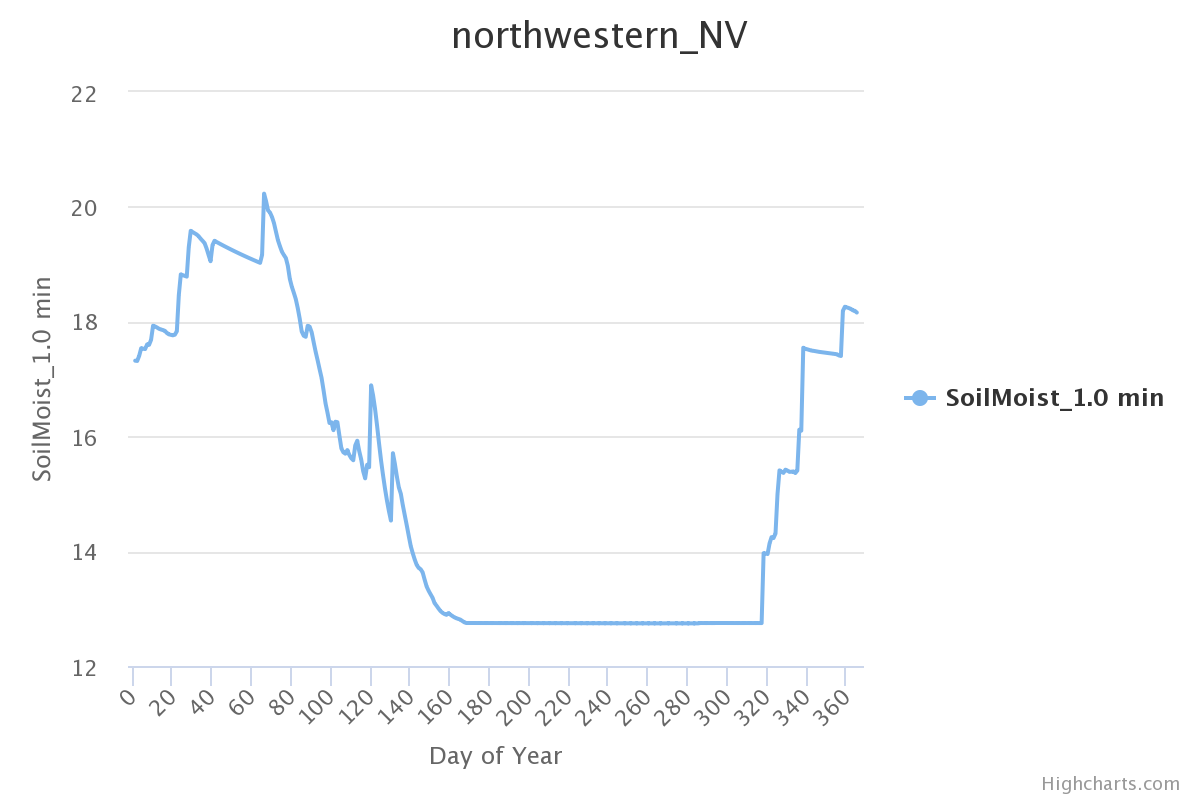 northwestern_NV
22
20
18
16
14
12
SoilMoist_1.0 min
0 20 40 60 80 100 120 140 160 180 200 220 240 260 280 300 320 340 360
Day of Year
SoilMoist_1.0 min
Highcharts.com